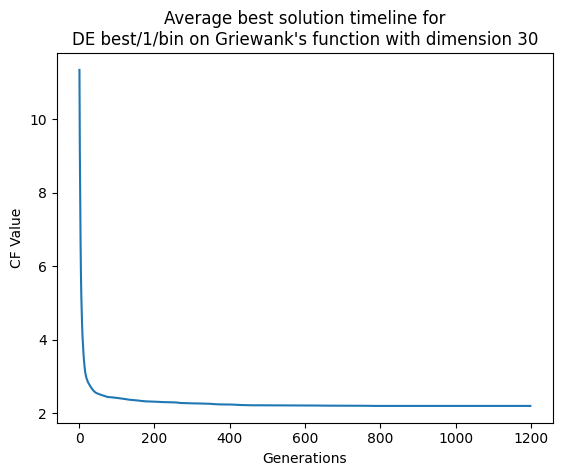 Average best solution timeline for
DE best/1/bin on Griewank's function with dimension 30
10
8
6
4
2
CF Value
0 200 400 600 800 1000 1200
Generations